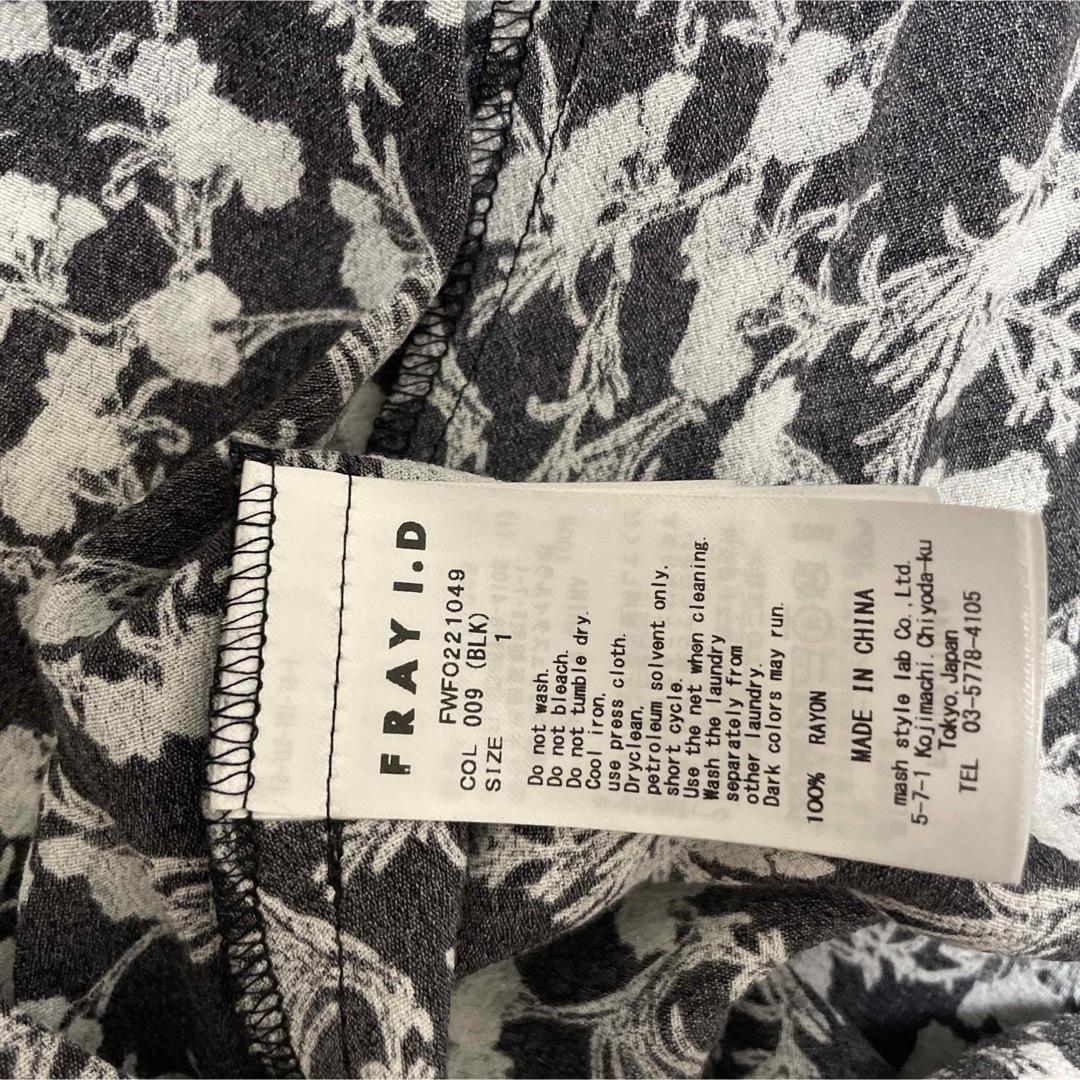 FRAY I.D
FWFO221049
COL 009 (BLK)
SIZE 1
Do not wash.
Do not bleach.
Do not tumble dry.
Cool iron.
use press cloth.
Dryclean,
petroleum solvent only.
short cycle.
Use the net when cleaning.
Wash the laundry
separately from
other laundry.
Dark colors may run.
100% RAYON
MADE IN CHINA
mash style lab Co.,Ltd.
5-7-1 Kojimachi,Chiyoda-ku
Tokyo,Japan
TEL 03-5778-4105